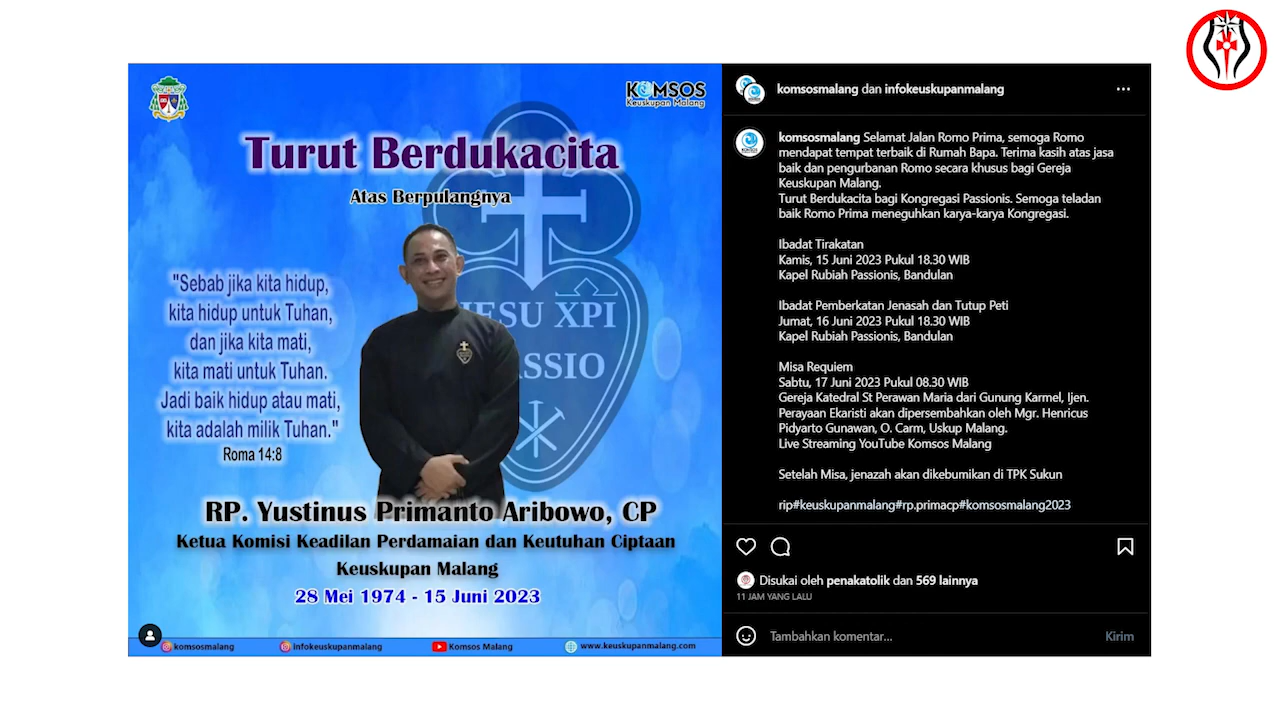 KOMSOS
Keuskupan Malang
Turut Berdukacita
Atas Berpulangnya
"Sebab jika kita hidup,
kita hidup untuk Tuhan,
dan jika kita mati,
kita mati untuk Tuhan.
Jadi baik hidup atau mati,
kita adalah milik Tuhan."
Roma 14:8
JESU XPI
PASSIO
RP. Yustinus Primanto Aribowo, CP
Ketua Komisi Keadilan Perdamaian dan Keutuhan Ciptaan
Keuskupan Malang
28 Mei 1974 - 15 Juni 2023
komsosmalang
Infokeuskupanmalang
Komsos Malang
www.keuskupanmalang.com
komsosmalang dan infokeuskupanmalang
komsosmalang Selamat Jalan Romo Prima, semoga Romo
mendapat tempat terbaik di Rumah Bapa. Terima kasih atas jasa
baik dan pengurbanan Romo secara khusus bagi Gereja
Keuskupan Malang.
Turut Berdukacita bagi Kongregasi Passionis. Semoga teladan
baik Romo Prima meneguhkan karya-karya Kongregasi.
Ibadat Tirakatan
Kamis, 15 Juni 2023 Pukul 18.30 WIB
Kapel Rubiah Passionis, Bandulan
Ibadat Pemberkatan Jenasah dan Tutup Peti
Jumat, 16 Juni 2023 Pukul 18.30 WIB
Kapel Rubiah Passionis, Bandulan
Misa Requiem
Sabtu, 17 Juni 2023 Pukul 08.30 WIB
Gereja Katedral St Perawan Maria dari Gunung Karmel, Ijen.
Perayaan Ekaristi akan dipersembahkan oleh Mgr. Henricus
Pidyarto Gunawan, O. Carm, Uskup Malang.
Live Streaming YouTube Komsos Malang
Setelah Misa, jenazah akan dikebumikan di TPK Sukun
rip#keuskupanmalang#rp.primacp#komsosmalang2023
Disukai oleh penakatolik dan 569 lainnya
11 JAM YANG LALU
Tambahkan komentar...
Kirim